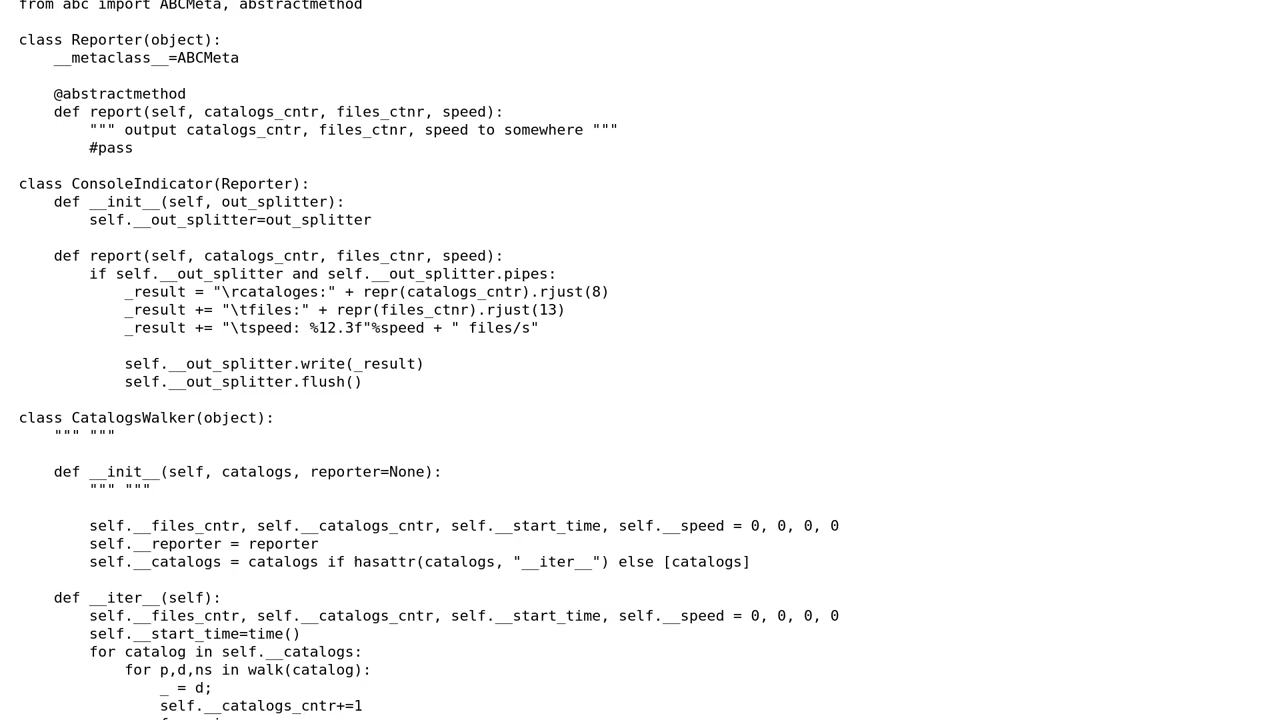 from abc import ABCMeta, abstractmethod
class Reporter(object):
    __metaclass__=ABCMeta
    @abstractmethod
    def report(self, catalogs_cntr, files_ctnr, speed):
        """ output catalogs_cntr, files_ctnr, speed to somewhere """
        #pass
class ConsoleIndicator(Reporter):
    def __init__(self, out_splitter):
        self.__out_splitter=out_splitter
    def report(self, catalogs_cntr, files_ctnr, speed):
        if self.__out_splitter and self.__out_splitter.pipes:
            _result = "\rcataloges:" + repr(catalogs_cntr).rjust(8)
            _result += "\tfiles:" + repr(files_ctnr).rjust(13)
            _result += "\tspeed: %12.3f"%speed + " files/s"
            self.__out_splitter.write(_result)
            self.__out_splitter.flush()
class CatalogsWalker(object):
    """ """
    def __init__(self, catalogs, reporter=None):
        """ """
        self.__files_cntr, self.__catalogs_cntr, self.__start_time, self.__speed = 0, 0, 0, 0
        self.__reporter = reporter
        self.__catalogs = catalogs if hasattr(catalogs, "__iter__") else [catalogs]
    def __iter__(self):
        self.__files_cntr, self.__catalogs_cntr, self.__start_time, self.__speed = 0, 0, 0, 0
        self.__start_time=time()
        for catalog in self.__catalogs:
            for p,d,ns in walk(catalog):
                _ = d;
                self.__catalogs_cntr+=1